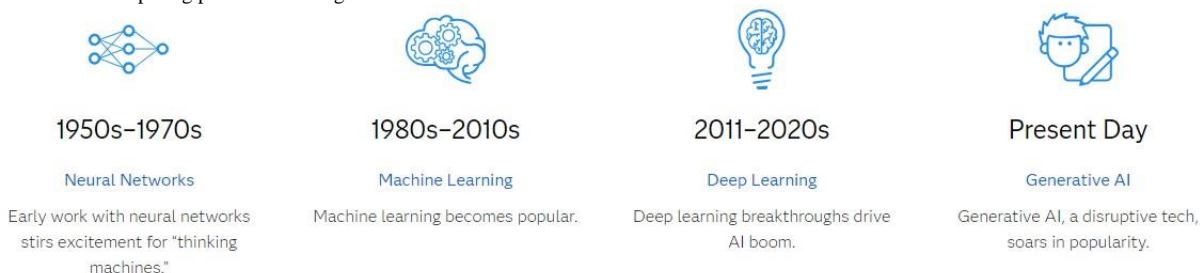 1950s–1970s
Neural Networks
Early work with neural networks
stirs excitement for “thinking
machines.”
1980s–2010s
Machine Learning
Machine learning becomes popular.
2011–2020s
Deep Learning
Deep learning breakthroughs drive
AI boom.
Present Day
Generative AI
Generative AI, a disruptive tech,
soars in popularity.